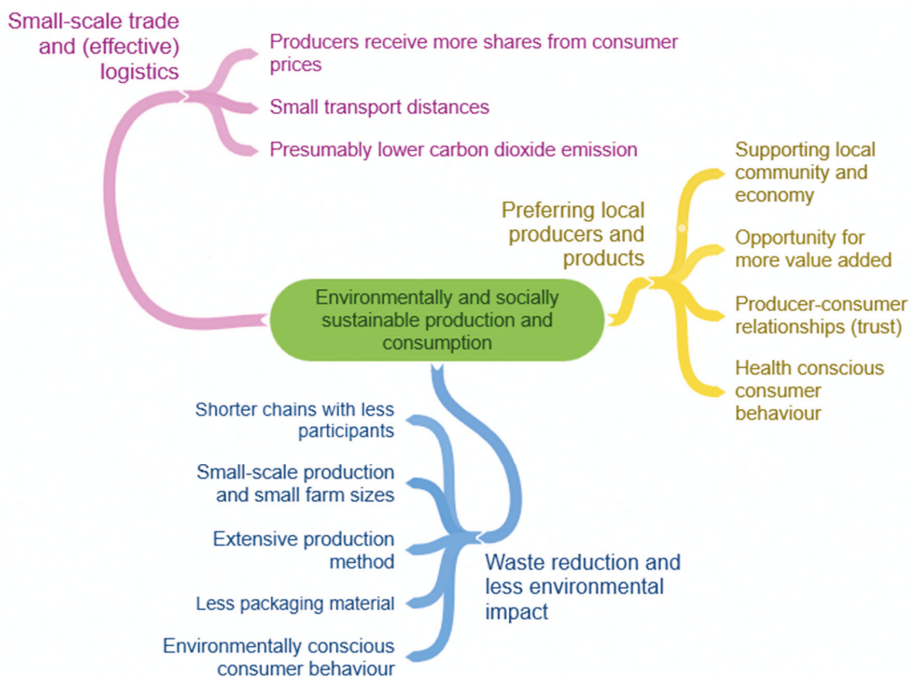 Small-scale trade
and (effective)
logistics
Producers receive more shares from consumer
prices
Small transport distances
Presumably lower carbon dioxide emission
Preferring local
producers and
products
Supporting local
community and
economy
Opportunity for
more value added
Producer-consumer
relationships (trust)
Health conscious
consumer
behaviour
Environmentally and socially
sustainable production and
consumption
Shorter chains with less
participants
Small-scale production
and small farm sizes
Extensive production
method
Less packaging material
Environmentally conscious
consumer behaviour
Waste reduction and
less environmental
impact